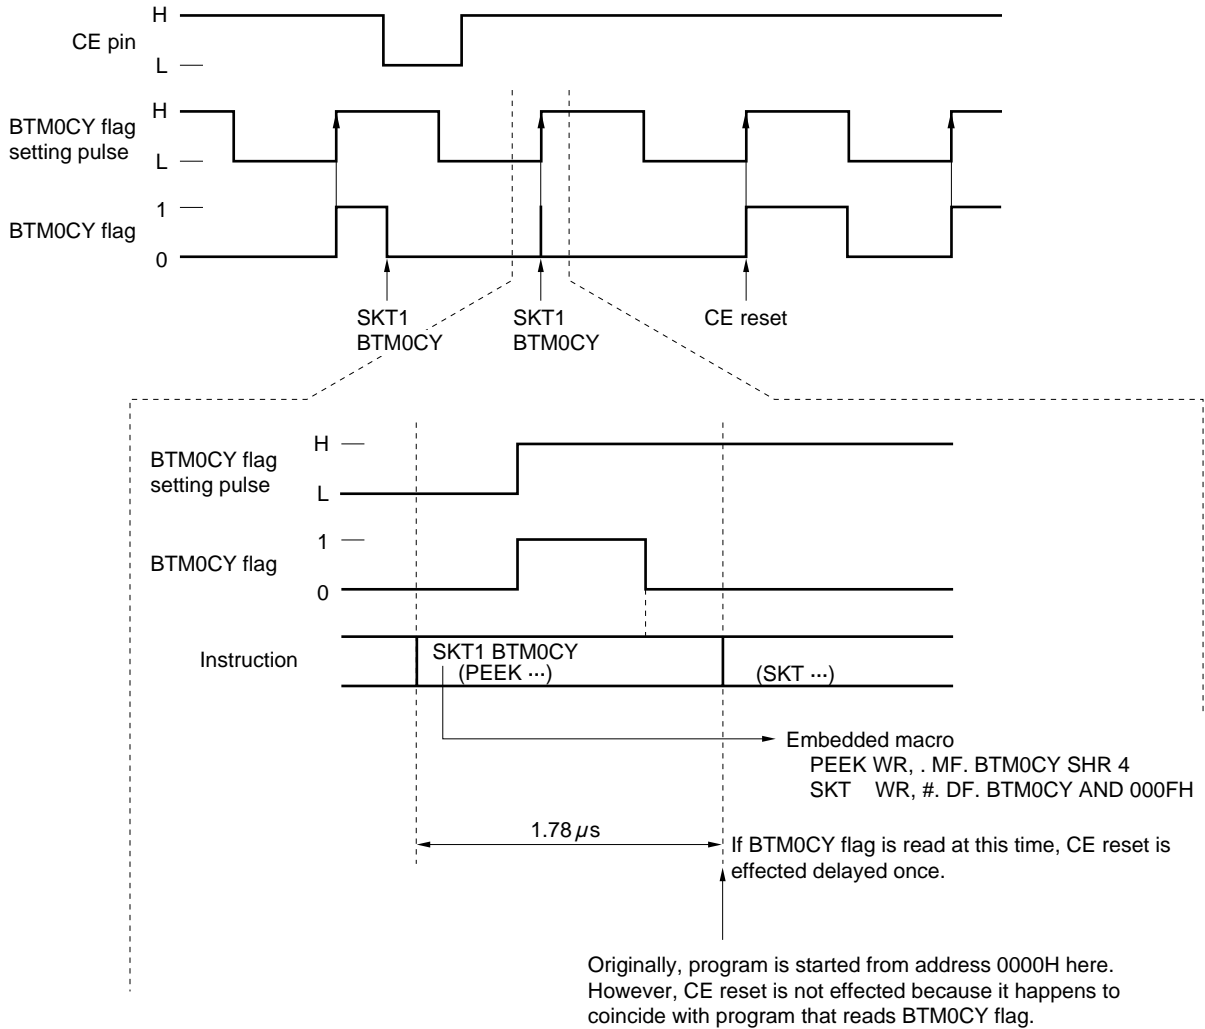 H
CE pin
L
H
BTM0CY flag
setting pulse
L
1
BTM0CY flag
0
SKT1
BTM0CY
SKT1
BTM0CY
CE reset
H
BTM0CY flag
setting pulse
L
1
BTM0CY flag
0
Instruction
SKT1 BTM0CY
(PEEK ···)
(SKT ···)
Embedded macro
PEEK WR, . MF. BTM0CY SHR 4
SKT WR, #. DF. BTM0CY AND 000FH
1.78 µs
If BTM0CY flag is read at this time, CE reset is
effected delayed once.
Originally, program is started from address 0000H here.
However, CE reset is not effected because it happens to
coincide with program that reads BTM0CY flag.